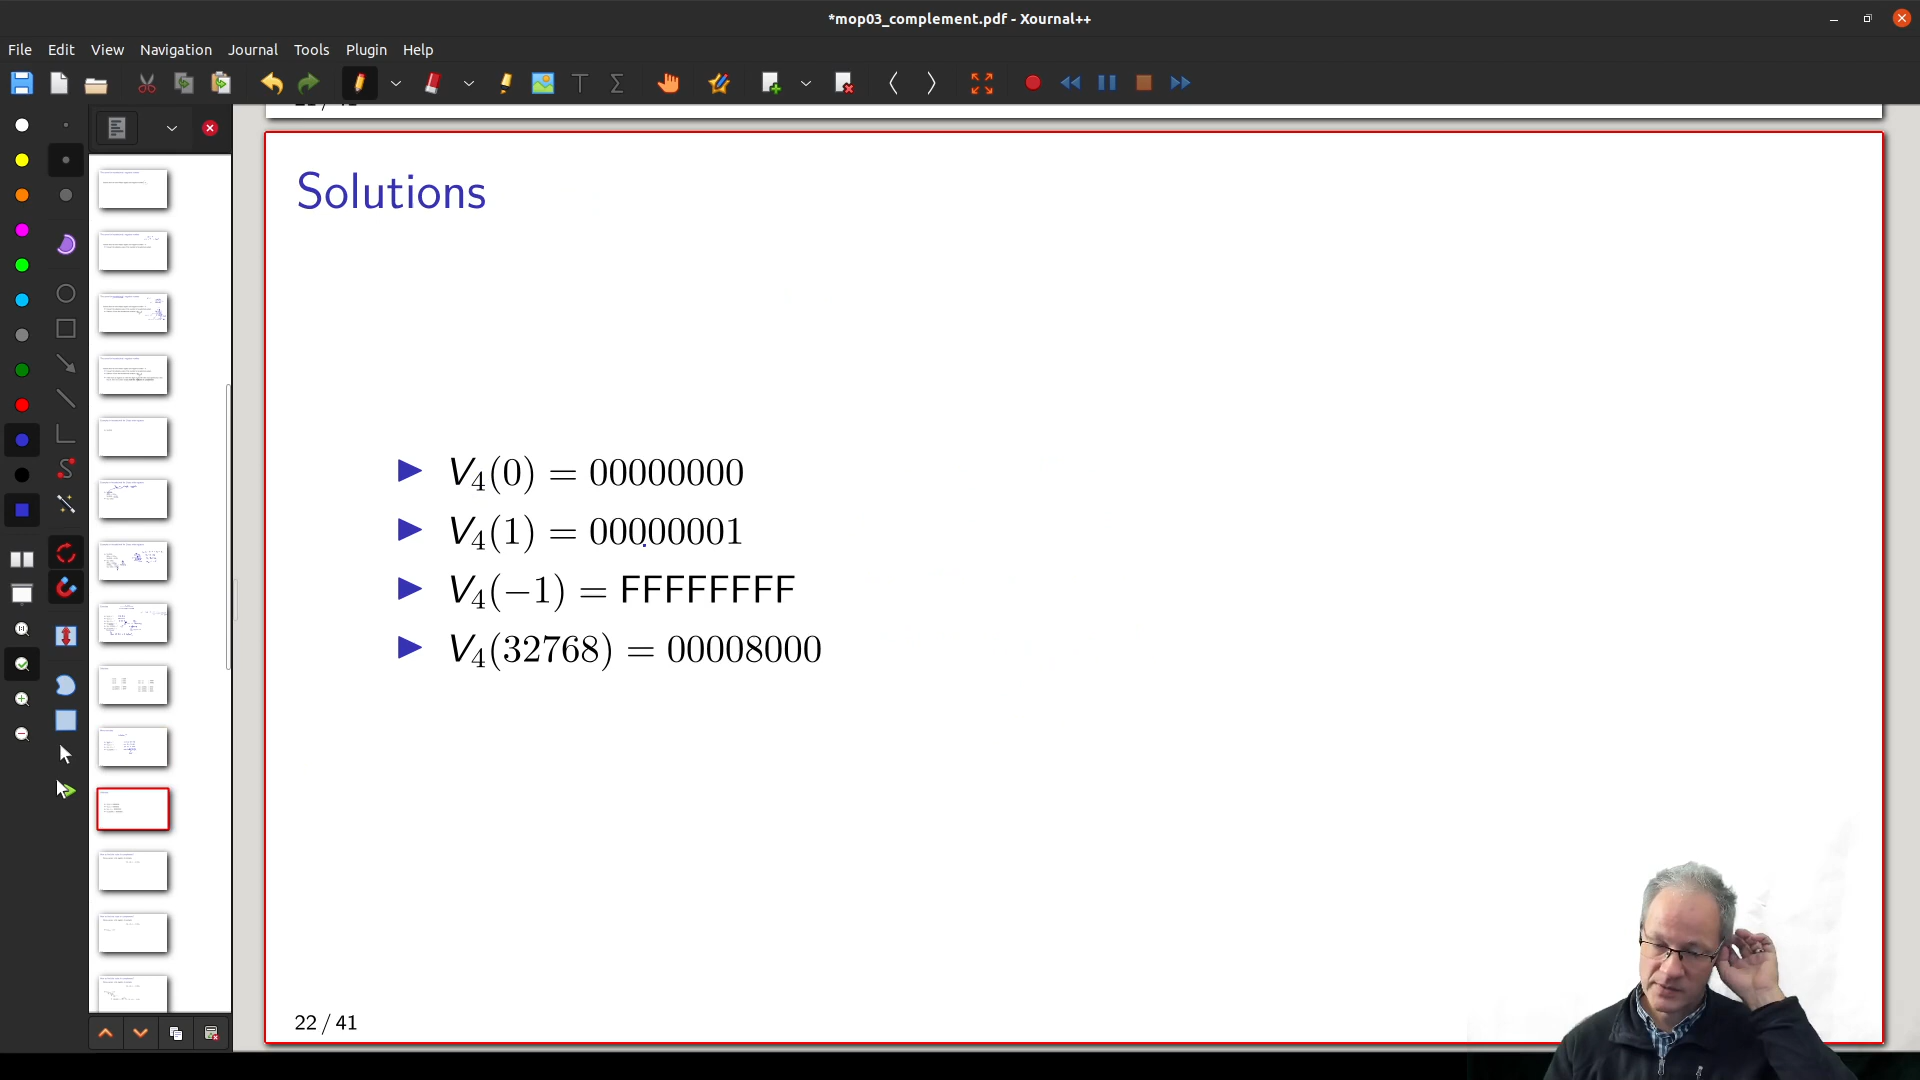 *mop03_complement.pdf - Xournal++
File Edit View Navigation Journal Tools Plugin Help
Solutions
▶ V₄(0) = 00000000
▶ V₄(1) = 00000001
▶ V₄(−1) = FFFFFFFF
▶ V₄(32768) = 00008000
22 / 41